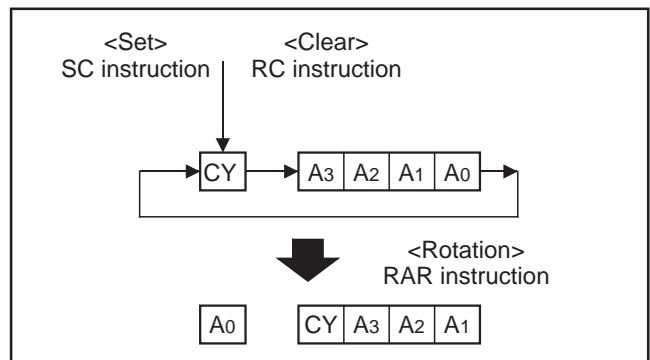 <Set> <Clear>
SC instruction RC instruction
CY A3 A2 A1 A0
<Rotation>
RAR instruction
A0 CY A3 A2 A1